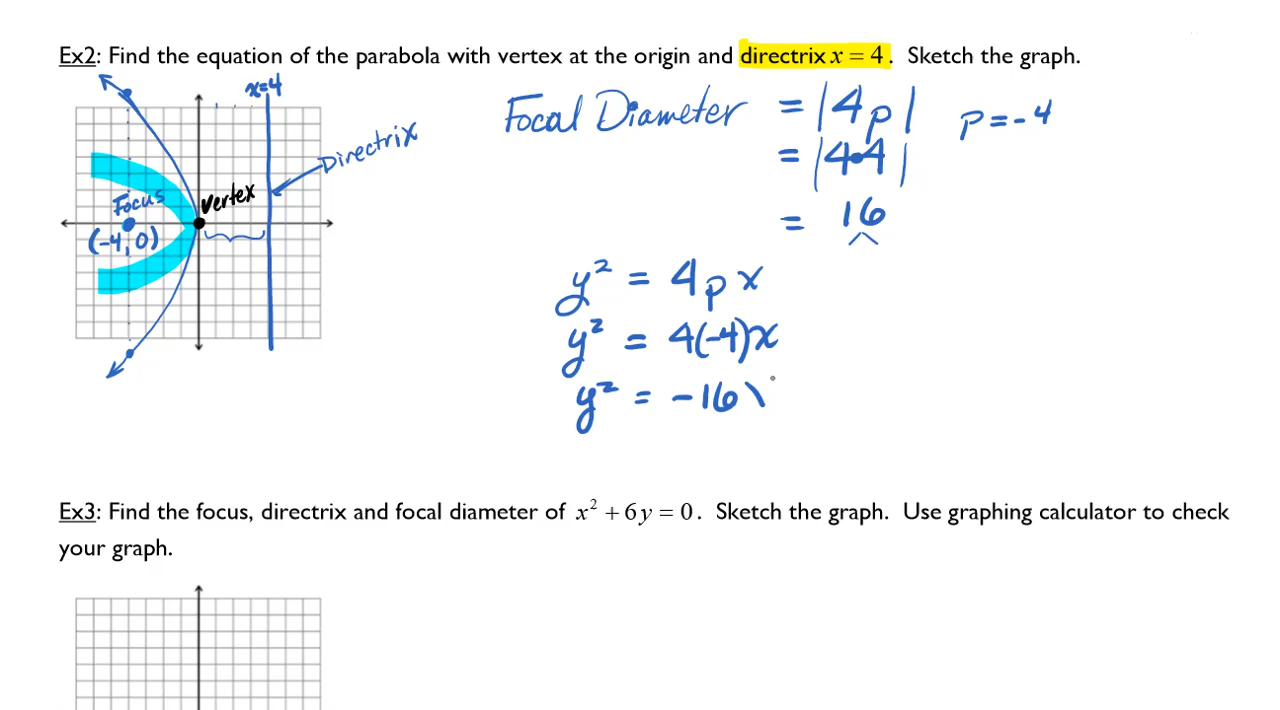 Ex2: Find the equation of the parabola with vertex at the origin and directrix x = 4. Sketch the graph.
x=4
Focal Diameter = |4p|
p = -4
Directrix
= |4·4|
Focus
vertex
= 16
(-4, 0)
y² = 4px
y² = 4(-4)x
y² = -16\
Ex3: Find the focus, directrix and focal diameter of x² + 6y = 0. Sketch the graph. Use graphing calculator to check
your graph.